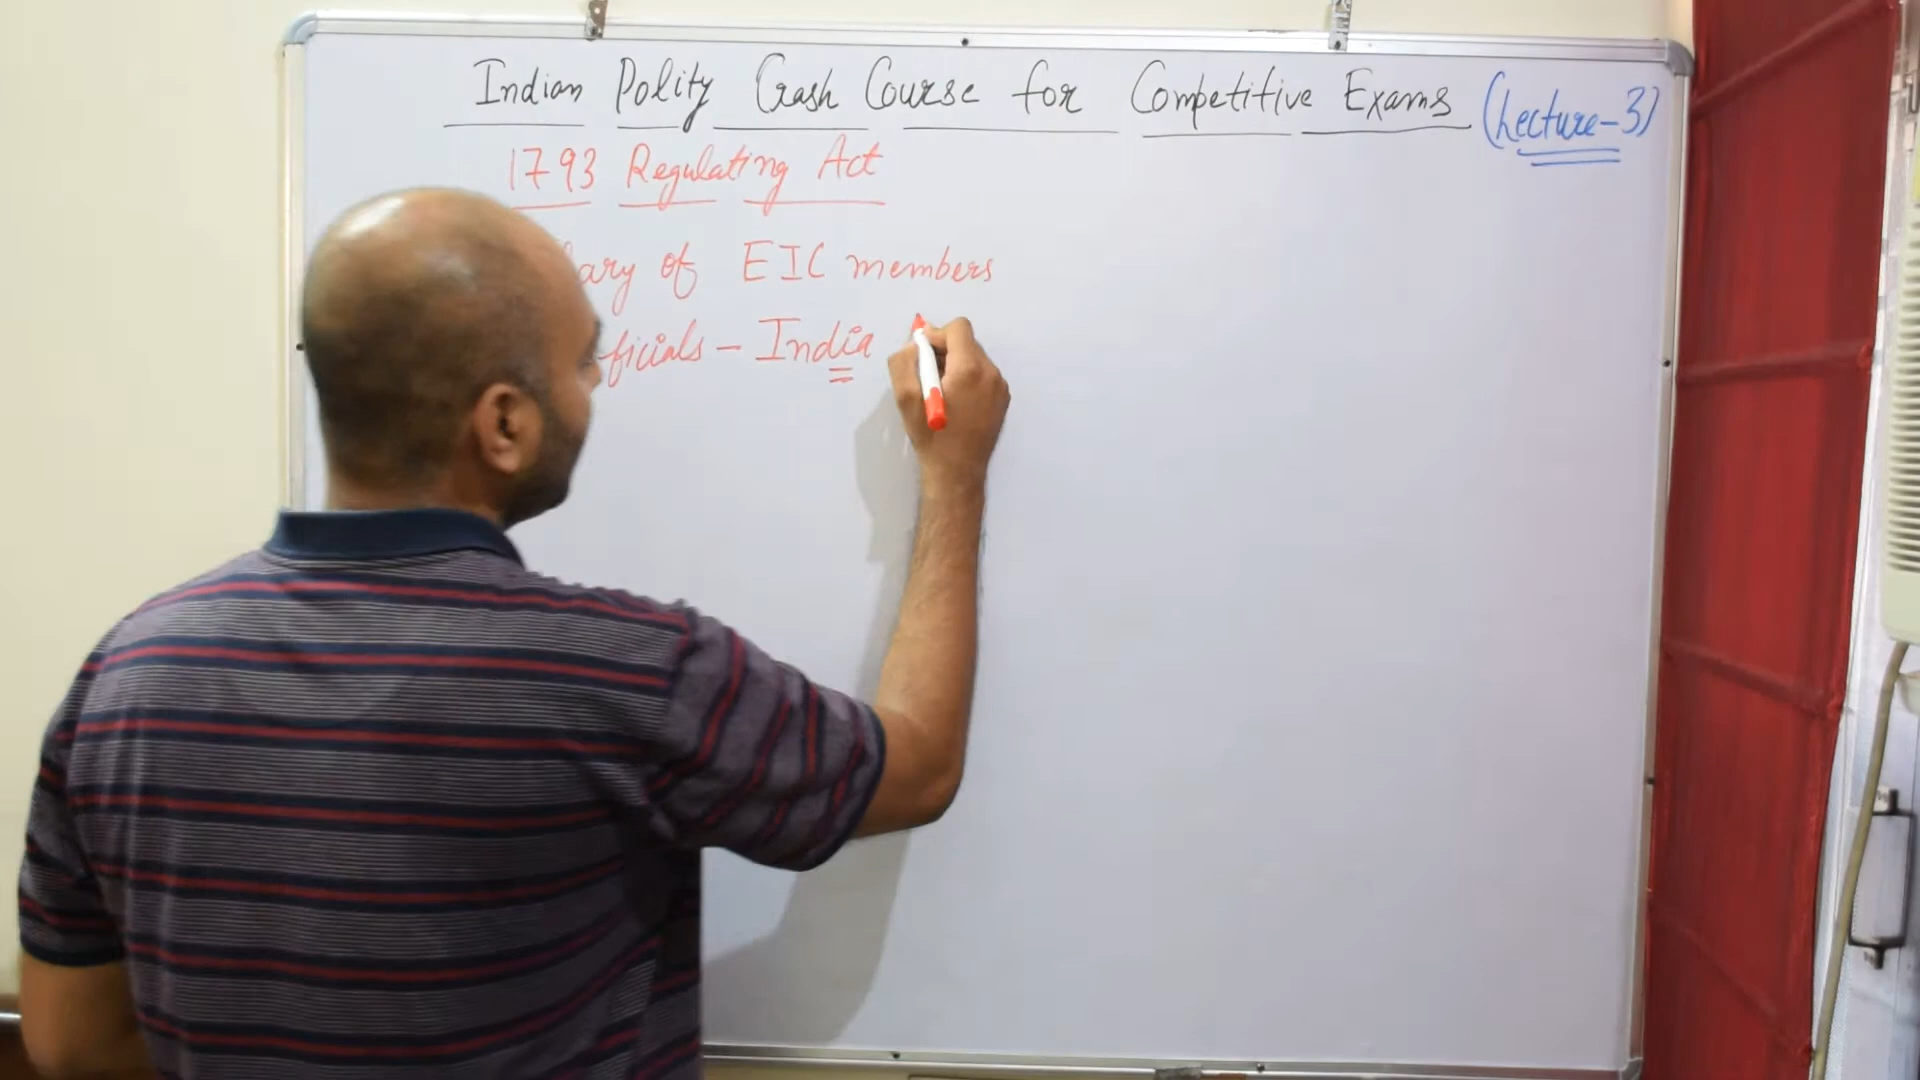 Indian Polity Crash Course for Competitive Exams (Lecture-3)
1793 Regulating Act
of EIC members
- India